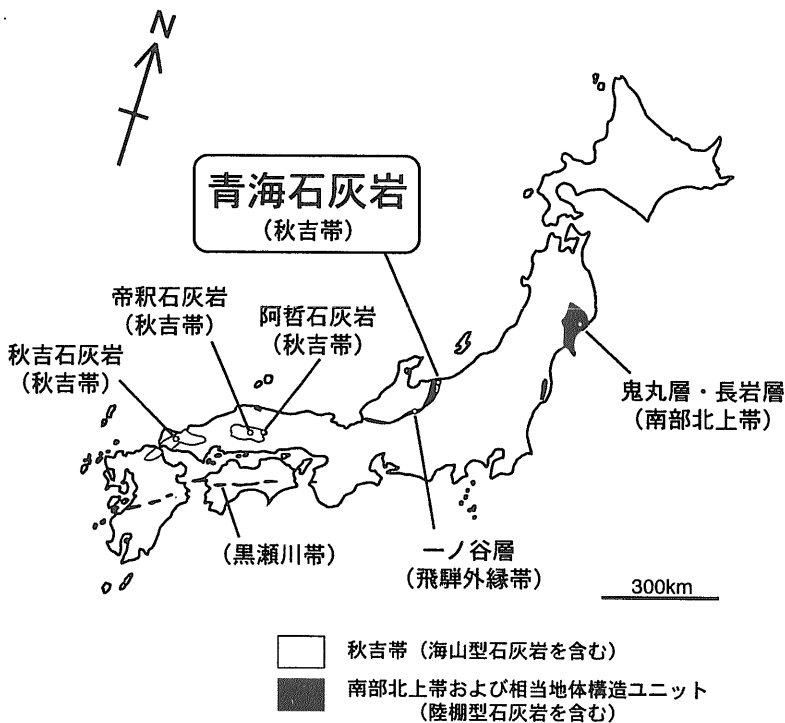 N
青海石灰岩
(秋吉帯)
帝釈石灰岩
(秋吉帯)
阿哲石灰岩
(秋吉帯)
秋吉石灰岩
(秋吉帯)
鬼丸層・長岩層
(南部北上帯)
(黒瀬川帯)
一ノ谷層
(飛騨外縁帯)
300km
秋吉帯(海山型石灰岩を含む)
南部北上帯および相当地体構造ユニット
(陸棚型石灰岩を含む)